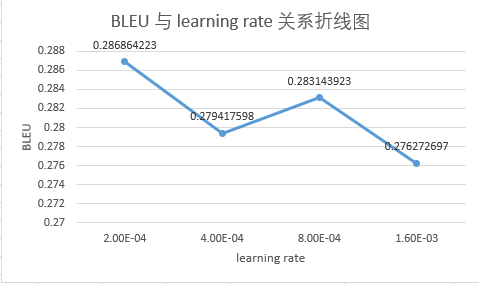 BLEU 与 learning rate 关系折线图
0.288
0.286
0.284
0.282
0.28
0.278
0.276
0.274
0.272
0.27
BLEU
0.286864223
0.279417598
0.283143923
0.276272697
2.00E-04
4.00E-04
8.00E-04
1.60E-03
learning rate